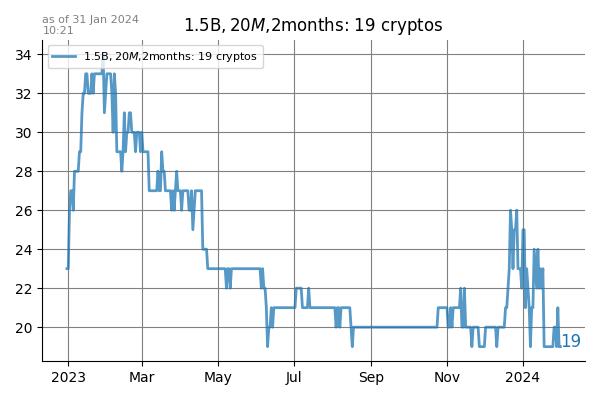 as of 31 Jan 2024
10:21
1.5B, 20M,2months: 19 cryptos
1.5B, 20M,2months: 19 cryptos
34
32
30
28
26
24
22
20
19
2023 Mar May Jul Sep Nov 2024